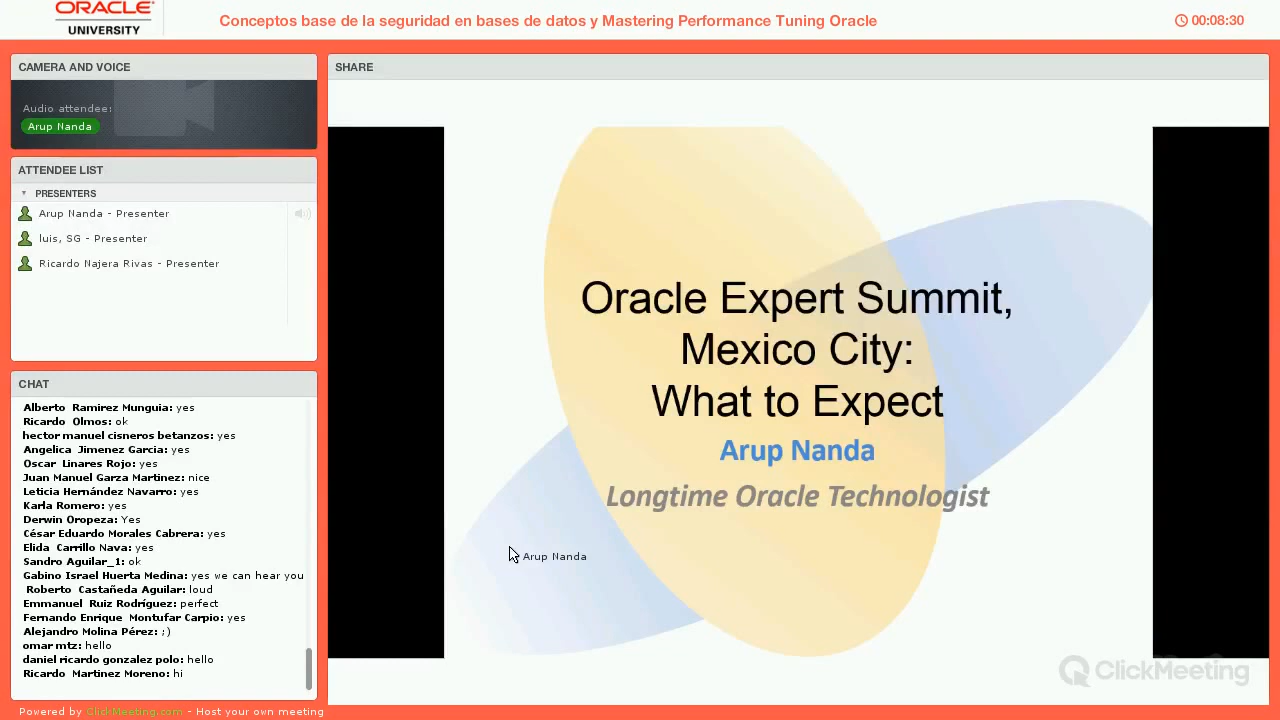 ORACLE
UNIVERSITY
Conceptos base de la seguridad en bases de datos y Mastering Performance Tuning Oracle
00:08:30
CAMERA AND VOICE
Audio attendee:
Arup Nanda
ATTENDEE LIST
PRESENTERS
Arup Nanda - Presenter
luis, SG - Presenter
Ricardo Najera Rivas - Presenter
CHAT
Alberto Ramirez Munguia: yes
Ricardo Olmos: ok
hector manuel cisneros betanzos: yes
Angelica Jimenez Garcia: yes
Oscar Linares Rojo: yes
Juan Manuel Garza Martinez: nice
Leticia Hernández Navarro: yes
Karla Romero: yes
Derwin Oropeza: Yes
César Eduardo Morales Cabrera: yes
Elida Carrillo Nava: yes
Sandro Aguilar_1: ok
Gabino Israel Huerta Medina: yes we can hear you
Roberto Castañeda Aguilar: loud
Emmanuel Ruiz Rodríguez: perfect
Fernando Enrique Montufar Carpio: yes
Alejandro Molina Pérez: ;)
omar mtz: hello
daniel ricardo gonzalez polo: hello
Ricardo Martinez Moreno: hi
SHARE
Oracle Expert Summit,
Mexico City:
What to Expect
Arup Nanda
Longtime Oracle Technologist
Arup Nanda
ClickMeeting
Powered by ClickMeeting.com - Host your own meeting